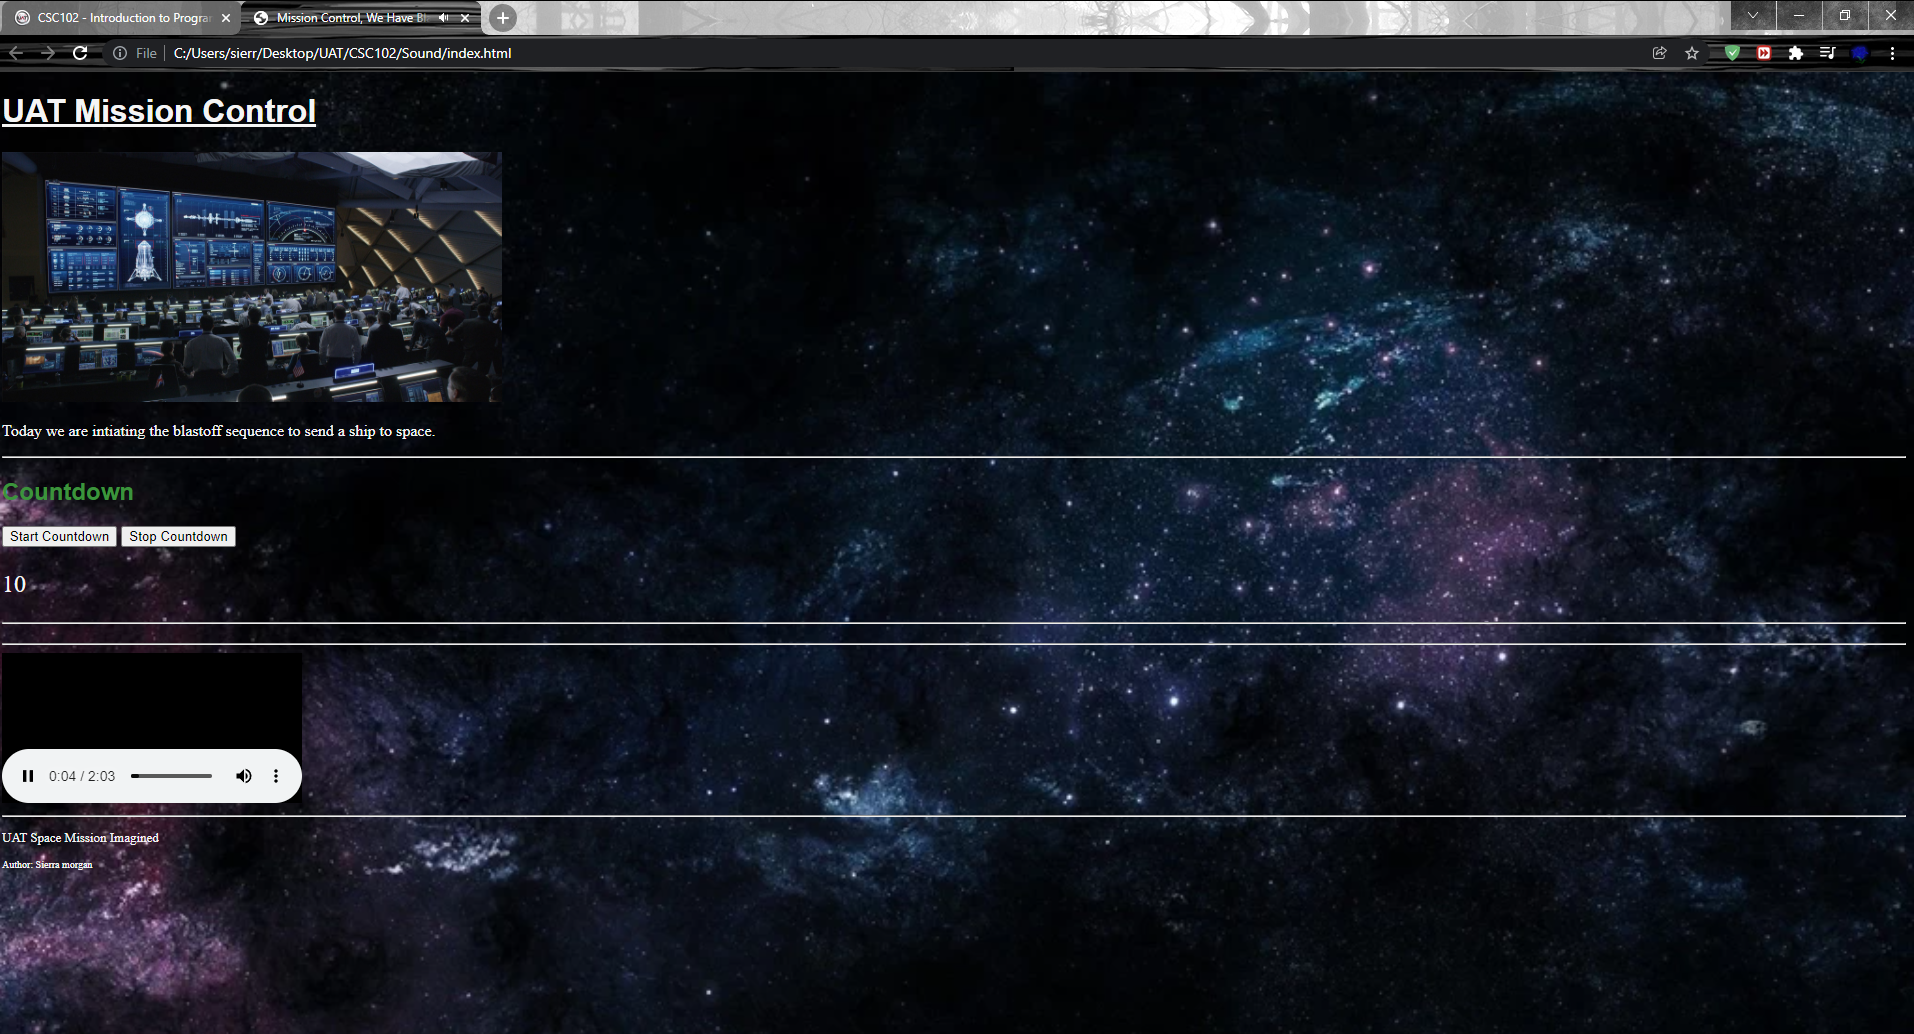 CSC102 - Introduction to Progra
Mission Control, We Have Bl
File
C:/Users/sierr/Desktop/UAT/CSC102/Sound/index.html
UAT Mission Control
Today we are intiating the blastoff sequence to send a ship to space.
Countdown
Start Countdown Stop Countdown
10
0:04 / 2:03
UAT Space Mission Imagined
Author: Sierra morgan